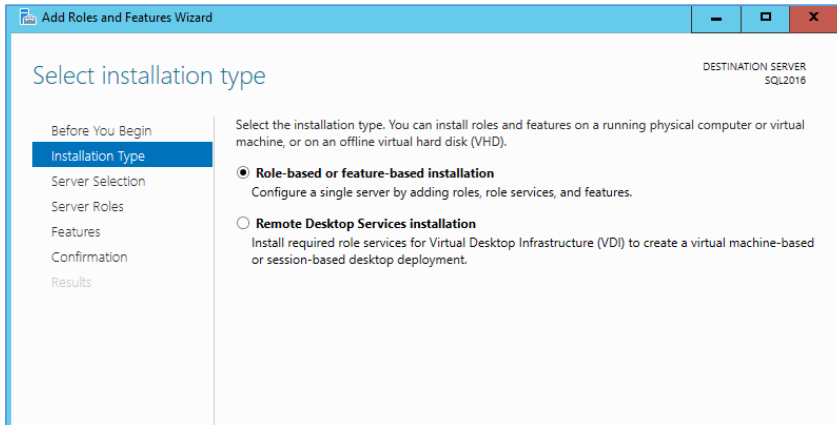 Add Roles and Features Wizard
Select installation type
DESTINATION SERVER
SQL2016
Before You Begin
Installation Type
Server Selection
Server Roles
Features
Confirmation
Results
Select the installation type. You can install roles and features on a running physical computer or virtual
machine, or on an offline virtual hard disk (VHD).
Role-based or feature-based installation
Configure a single server by adding roles, role services, and features.
Remote Desktop Services installation
Install required role services for Virtual Desktop Infrastructure (VDI) to create a virtual machine-based
or session-based desktop deployment.